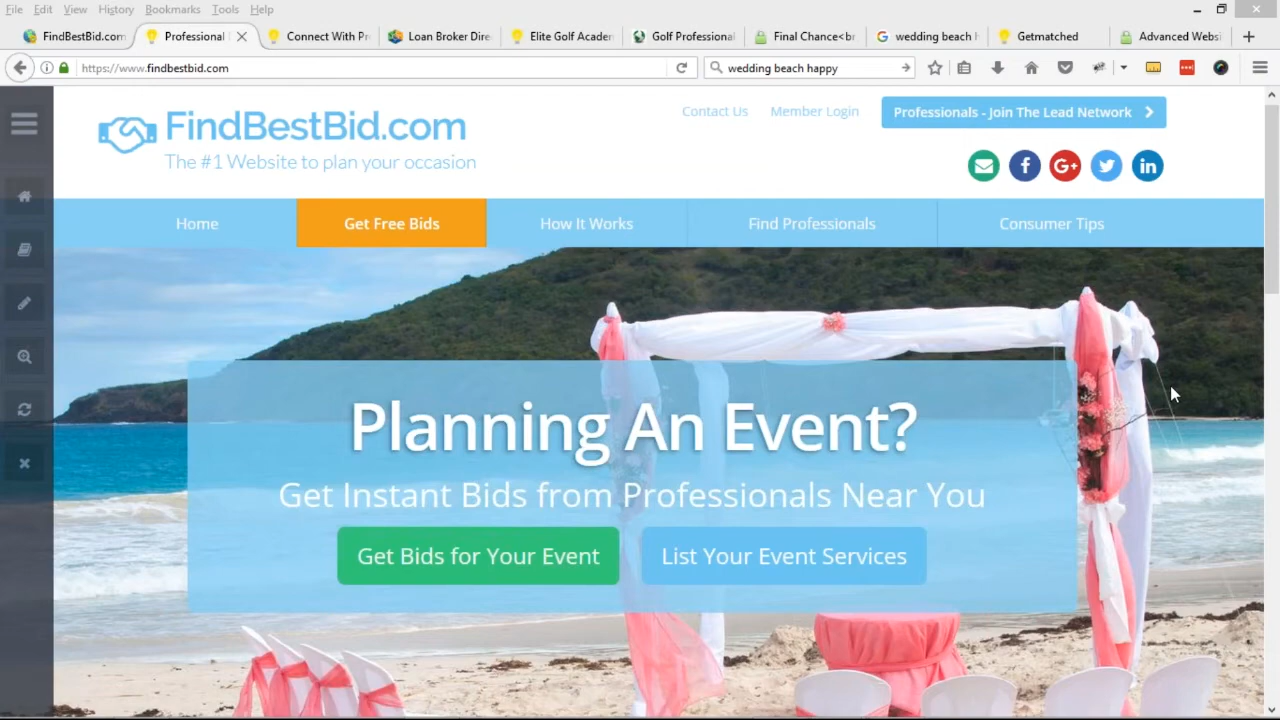 File Edit View History Bookmarks Tools Help
FindBestBid.com Professional Connect With Pr Loan Broker Dire Elite Golf Academ Golf Professional Final Chance<br wedding beach h Getmatched Advanced Websi
https://www.findbestbid.com wedding beach happy
FindBestBid.com
The #1 Website to plan your occasion
Contact Us Member Login Professionals - Join The Lead Network
Home Get Free Bids How It Works Find Professionals Consumer Tips
Planning An Event?
Get Instant Bids from Professionals Near You
Get Bids for Your Event List Your Event Services